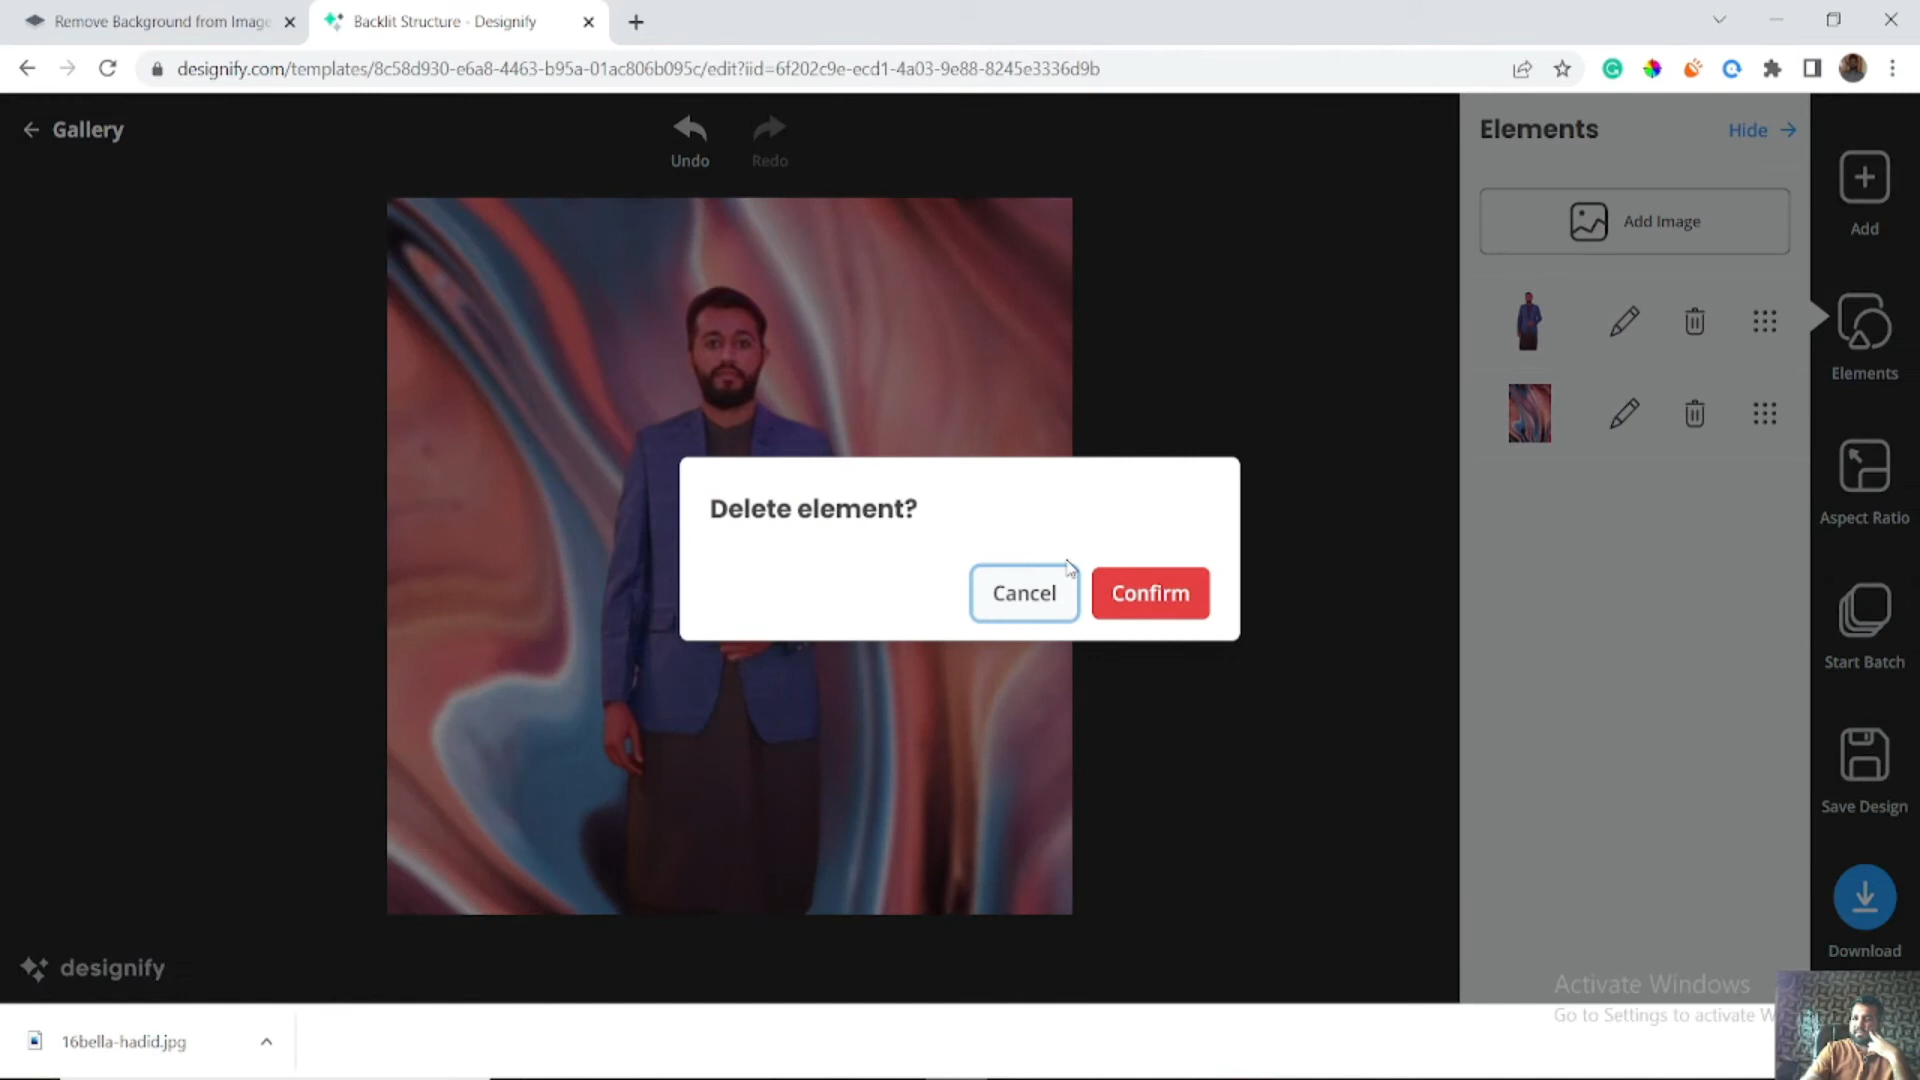 Remove Background from Image
Backlit Structure - Designify
designify.com/templates/8c58d930-e6a8-4463-b95a-01ac806b095c/edit?iid=6f202c9e-ecd1-4a03-9e88-8245e3336d9b
Gallery
Undo
Redo
Elements
Hide
Add Image
Add
Elements
Aspect Ratio
Start Batch
Save Design
Download
Delete element?
Cancel
Confirm
designify
Activate Windows
Go to Settings to activate W
16bella-hadid.jpg